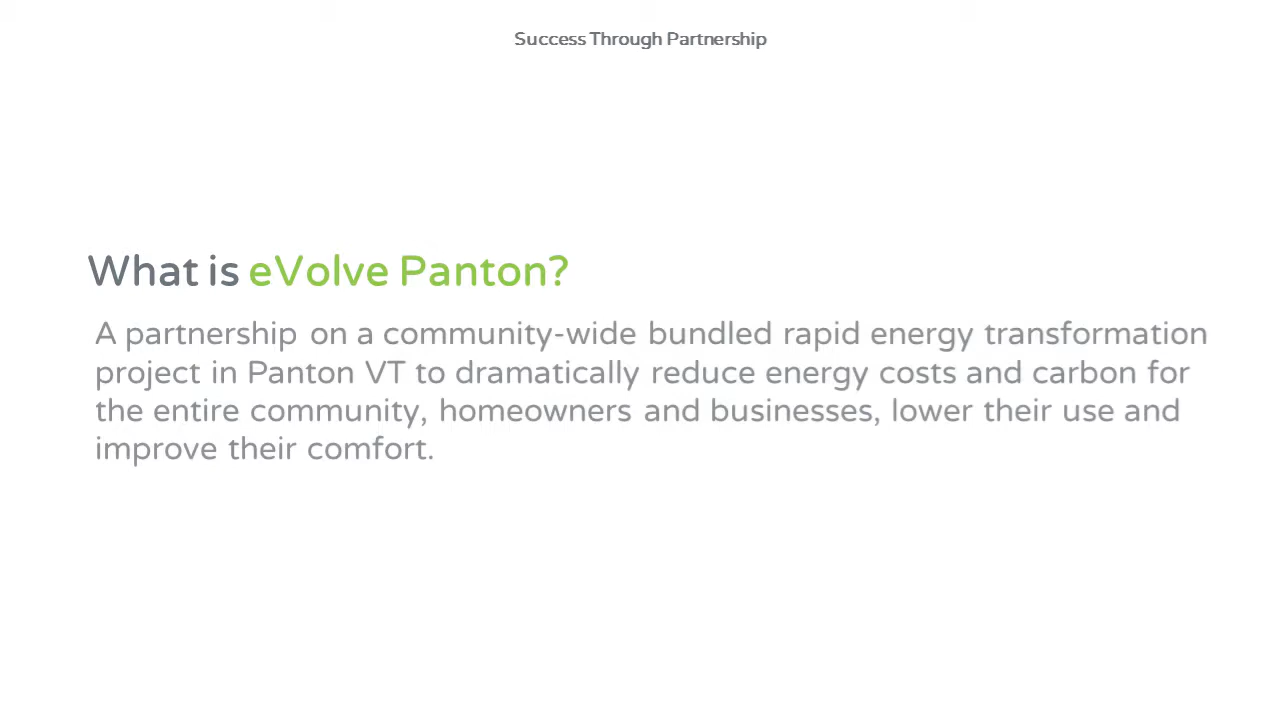 Success Through Partnership
What is eVolve Panton?
A partnership on a community-wide bundled rapid energy transformation
project in Panton VT to dramatically reduce energy costs and carbon for
the entire community, homeowners and businesses, lower their use and
improve their comfort.